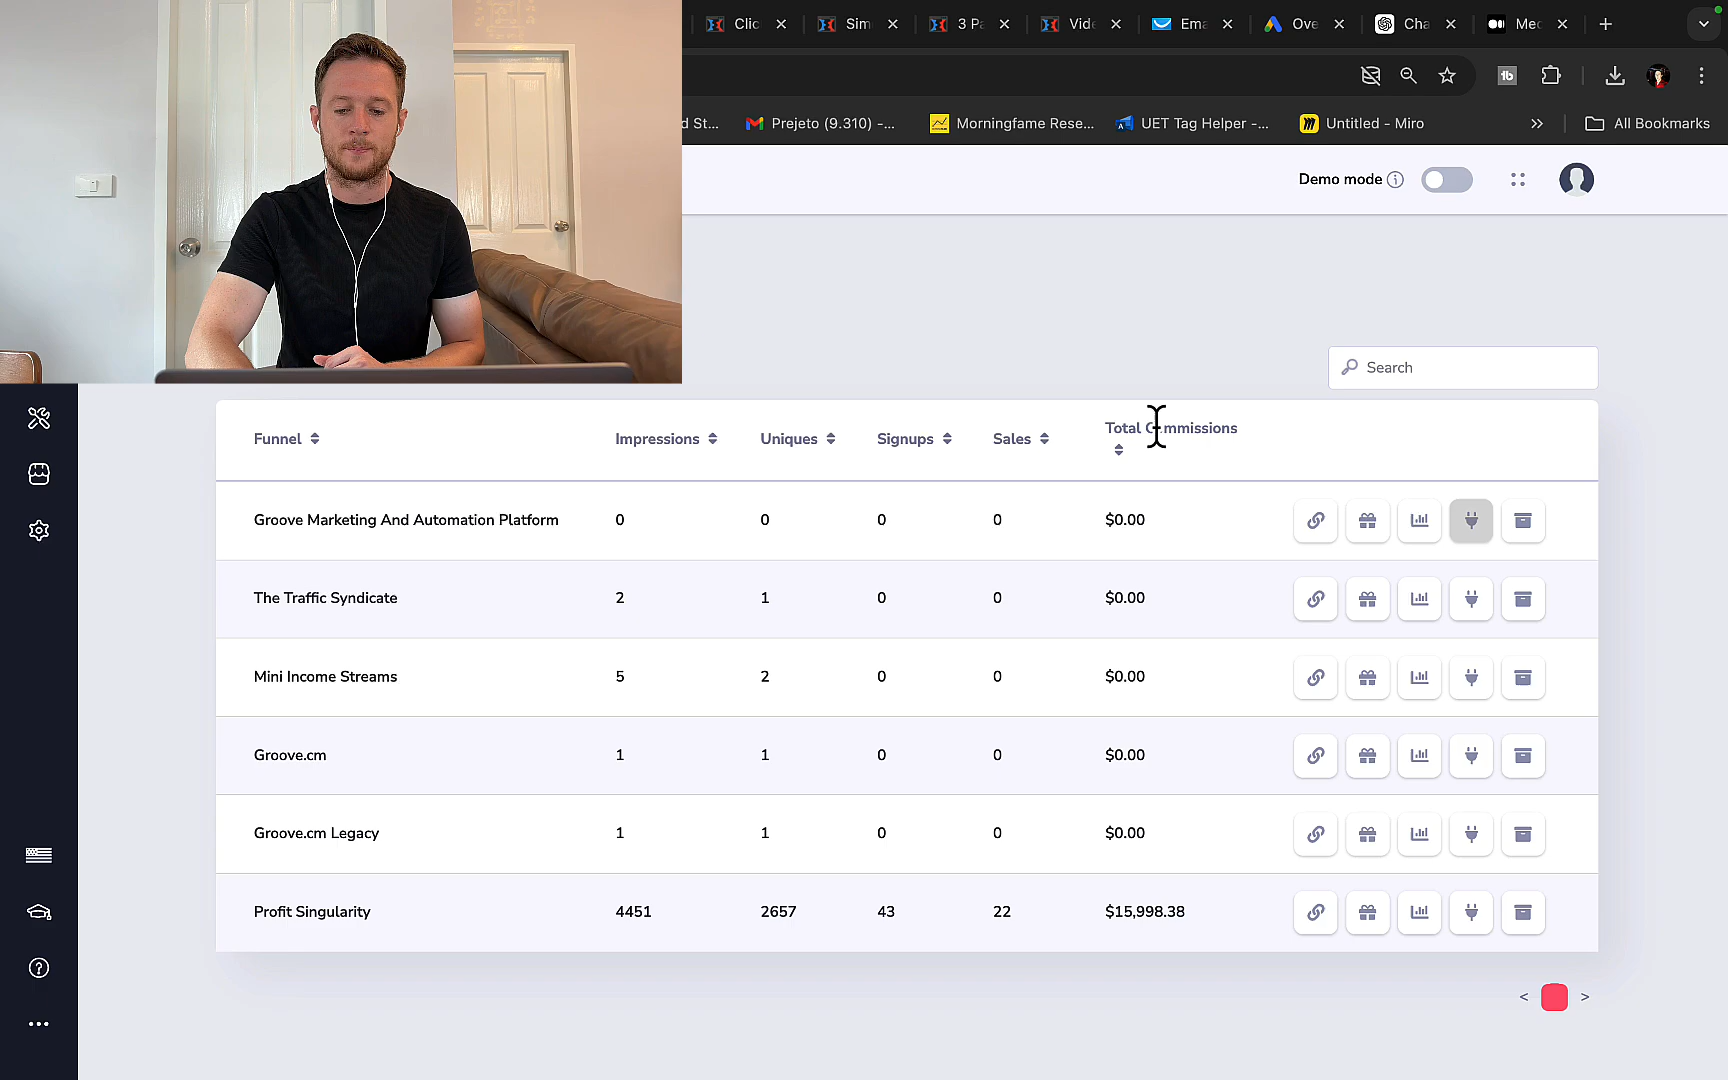 Clic
Sim
3 Pa
Vide
Ema
Ove
Cha
Med
d St...
Prejeto (9.310) -...
Morningfame Rese...
UET Tag Helper -...
Untitled - Miro
All Bookmarks
Demo mode
Search
Funnel
Impressions
Uniques
Signups
Sales
Total Commissions
Groove Marketing And Automation Platform 0 0 0 0 $0.00
The Traffic Syndicate 2 1 0 0 $0.00
Mini Income Streams 5 2 0 0 $0.00
Groove.cm 1 1 0 0 $0.00
Groove.cm Legacy 1 1 0 0 $0.00
Profit Singularity 4451 2657 43 22 $15,998.38
< >